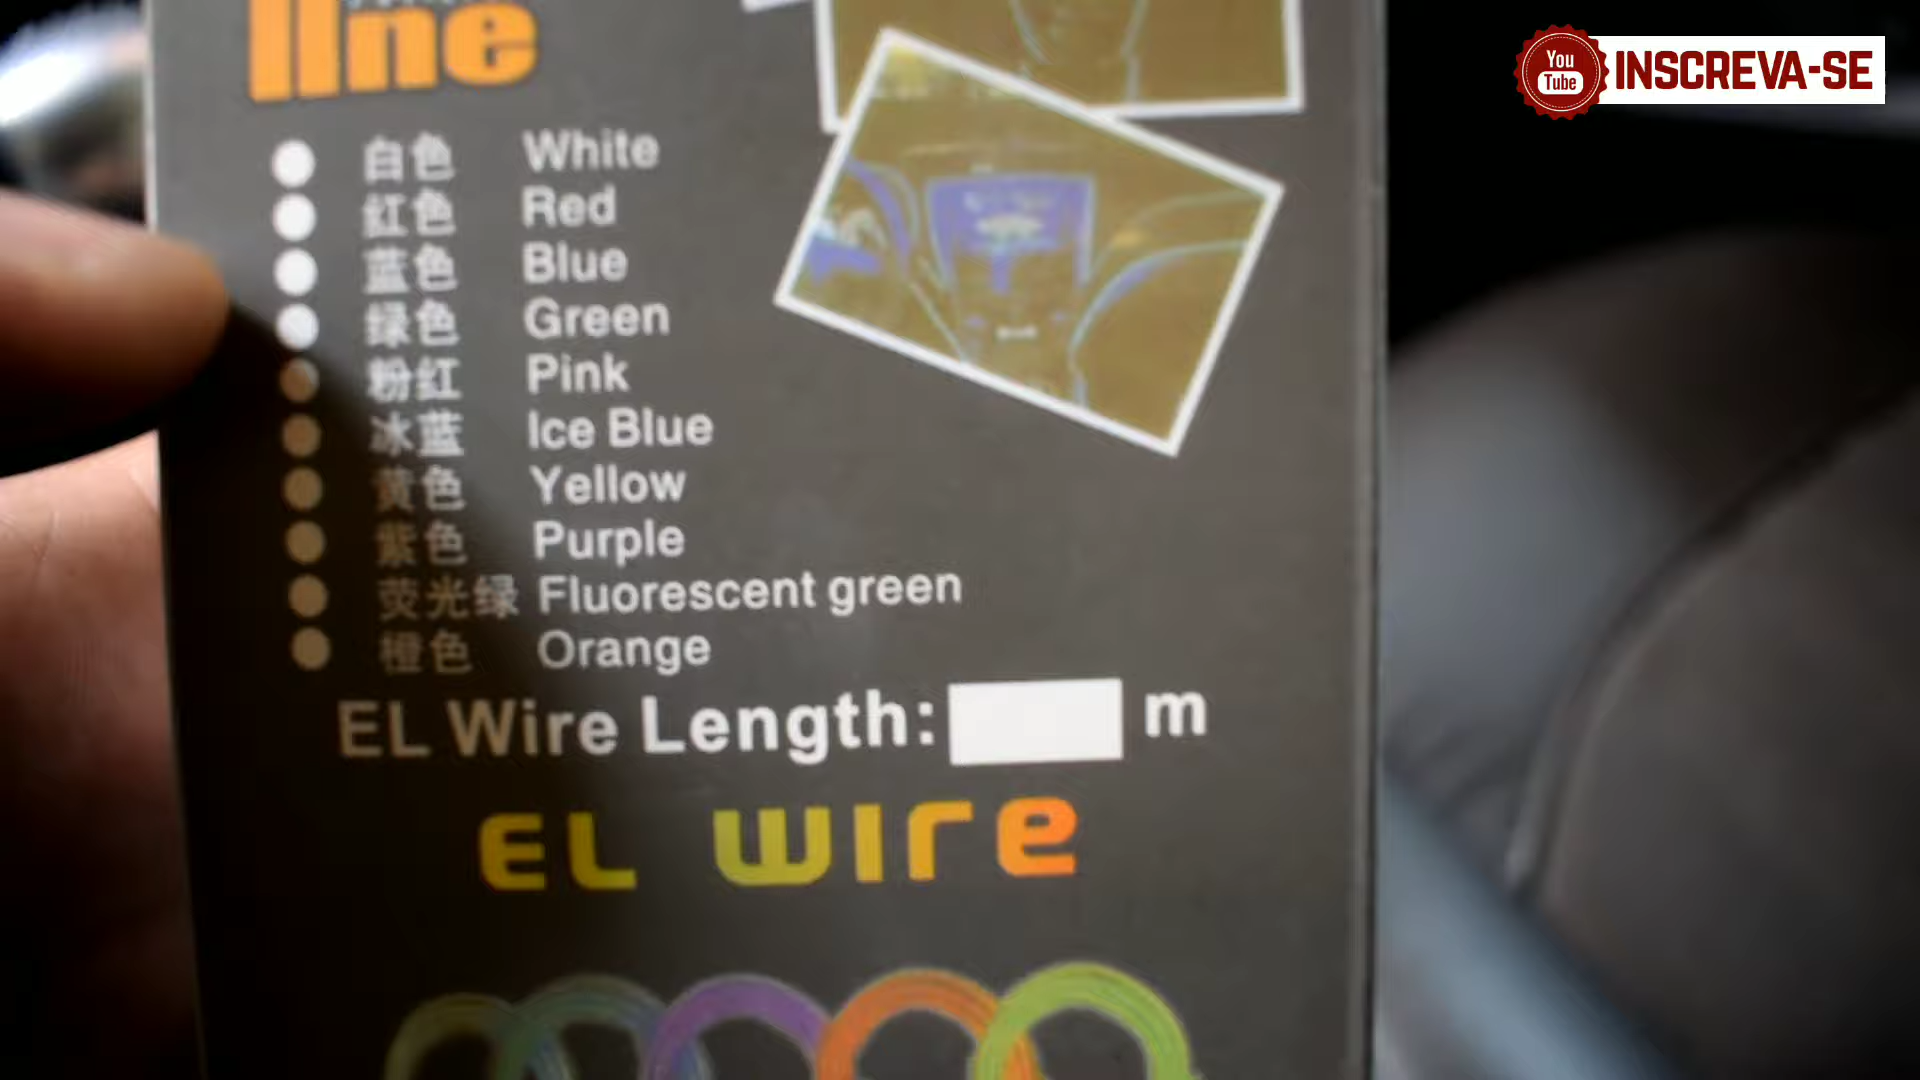 line
You Tube INSCREVA-SE
白色 White
红色 Red
蓝色 Blue
绿色 Green
粉红 Pink
冰蓝 Ice Blue
黄色 Yellow
紫色 Purple
荧光绿 Fluorescent green
橙色 Orange
EL Wire Length: m
EL WIRe